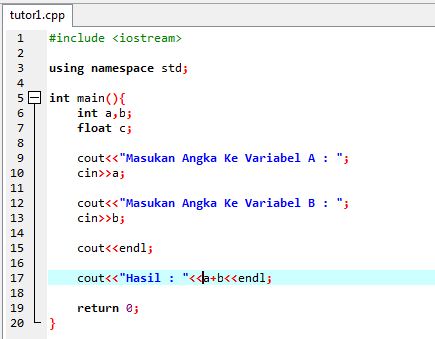 tutor1.cpp
1 #include <iostream>
2
3 using namespace std;
4
5 int main(){
6 int a,b;
7 float c;
8
9 cout<<"Masukan Angka Ke Variabel A : ";
10 cin>>a;
11
12 cout<<"Masukan Angka Ke Variabel B : ";
13 cin>>b;
14
15 cout<<endl;
16
17 cout<<"Hasil : "<<a+b<<endl;
18
19 return 0;
20 }